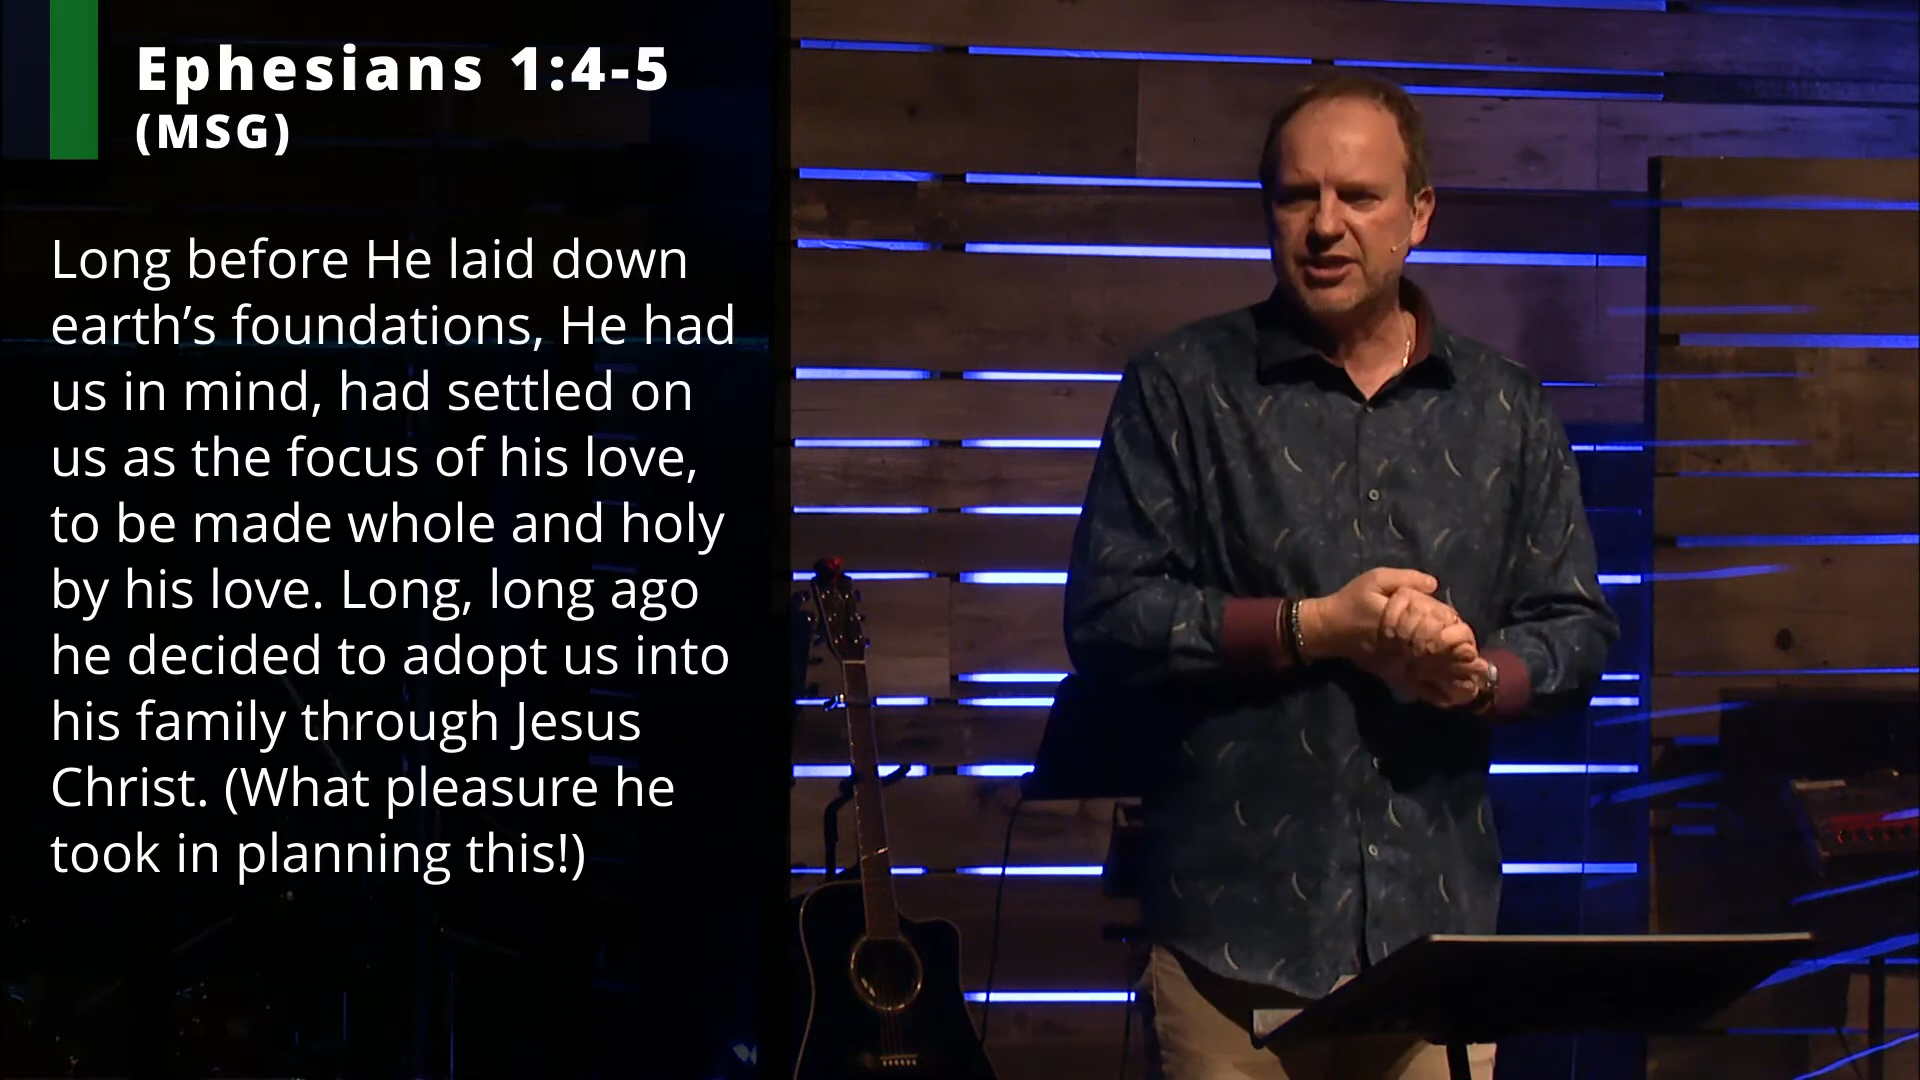 Ephesians 1:4-5
(MSG)
Long before He laid down
earth’s foundations, He had
us in mind, had settled on
us as the focus of his love,
to be made whole and holy
by his love. Long, long ago
he decided to adopt us into
his family through Jesus
Christ. (What pleasure he
took in planning this!)